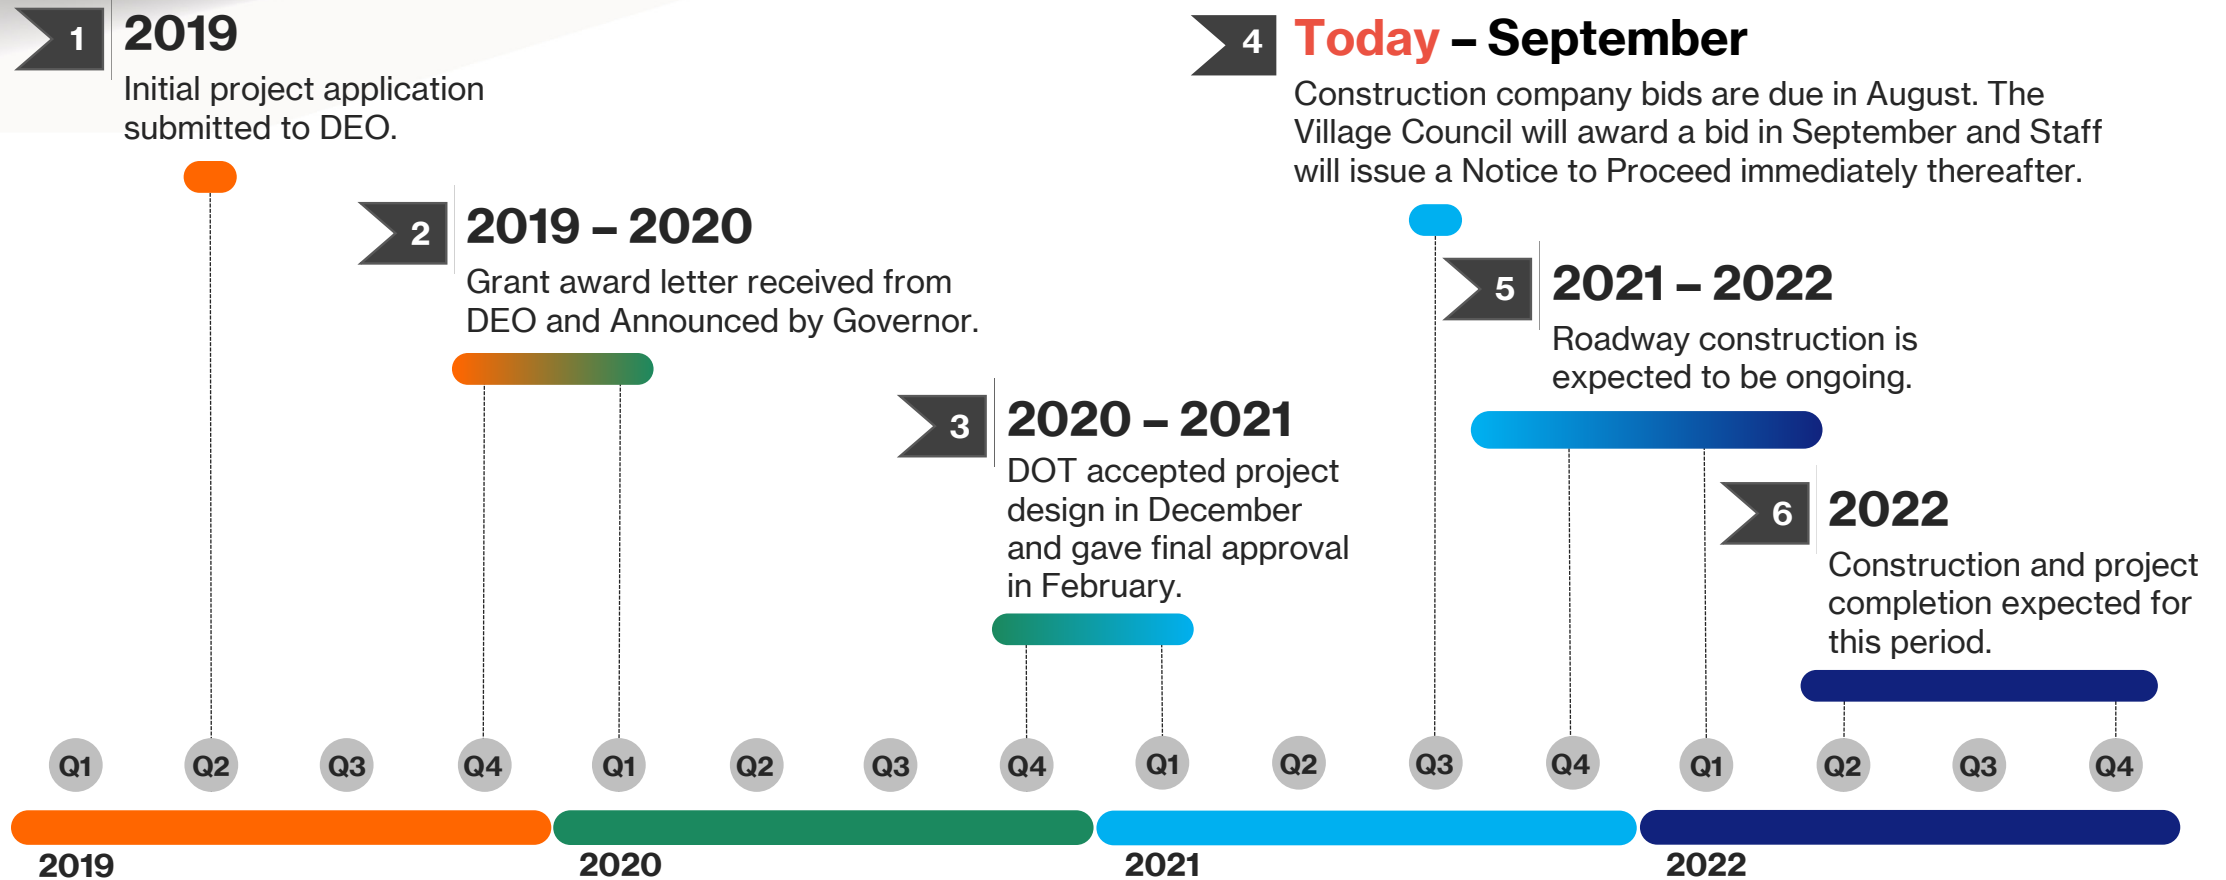 1
2019
Initial project application
submitted to DEO.
2
2019 – 2020
Grant award letter received from
DEO and Announced by Governor.
3
2020 – 2021
DOT accepted project
design in December
and gave final approval
in February.
4
Today – September
Construction company bids are due in August. The
Village Council will award a bid in September and Staff
will issue a Notice to Proceed immediately thereafter.
5
2021 – 2022
Roadway construction is
expected to be ongoing.
6
2022
Construction and project
completion expected for
this period.
Q1 Q2 Q3 Q4 Q1 Q2 Q3 Q4 Q1 Q2 Q3 Q4 Q1 Q2 Q3 Q4
2019 2020 2021 2022